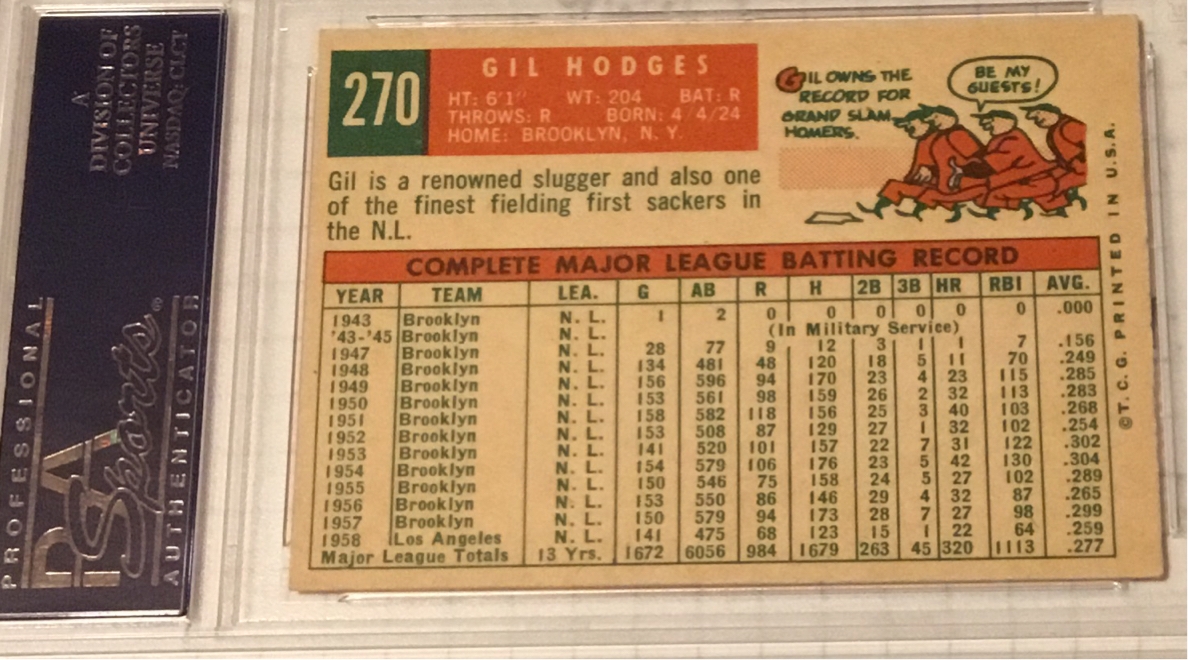 A
DIVISION OF
COLLECTORS
UNIVERSE
NASDAQ: CLCT
PROFESSIONAL
PSA
Sports®
AUTHENTICATOR
270
GIL HODGES
HT: 6'1" WT: 204 BAT: R
THROWS: R BORN: 4/4/24
HOME: BROOKLYN, N. Y.
GIL OWNS THE
RECORD FOR
GRAND SLAM
HOMERS.
BE MY
GUESTS!
Gil is a renowned slugger and also one
of the finest fielding first sackers in
the N.L.
COMPLETE MAJOR LEAGUE BATTING RECORD
YEAR TEAM LEA. G AB R H 2B 3B HR RBI AVG.
1943 Brooklyn N. L. 1 2 0 0 0 0 0 0 .000
'43-'45 Brooklyn N. L. (In Military Service)
1947 Brooklyn N. L. 28 77 9 12 3 1 1 7 .156
1948 Brooklyn N. L. 134 481 48 120 18 5 11 70 .249
1949 Brooklyn N. L. 156 596 94 170 23 4 23 115 .285
1950 Brooklyn N. L. 153 561 98 159 26 2 32 113 .283
1951 Brooklyn N. L. 158 582 118 156 25 3 40 103 .268
1952 Brooklyn N. L. 153 508 87 129 27 1 32 102 .254
1953 Brooklyn N. L. 141 520 101 157 22 7 31 122 .302
1954 Brooklyn N. L. 154 579 106 176 23 5 42 130 .304
1955 Brooklyn N. L. 150 546 75 158 24 5 27 102 .289
1956 Brooklyn N. L. 153 550 86 146 29 4 32 87 .265
1957 Brooklyn N. L. 150 579 94 173 28 7 27 98 .299
1958 Los Angeles N. L. 141 475 68 123 15 1 22 64 .259
Major League Totals 13 Yrs. 1672 6056 984 1679 263 45 320 1113 .277
©T. C. G. PRINTED IN U.S.A.